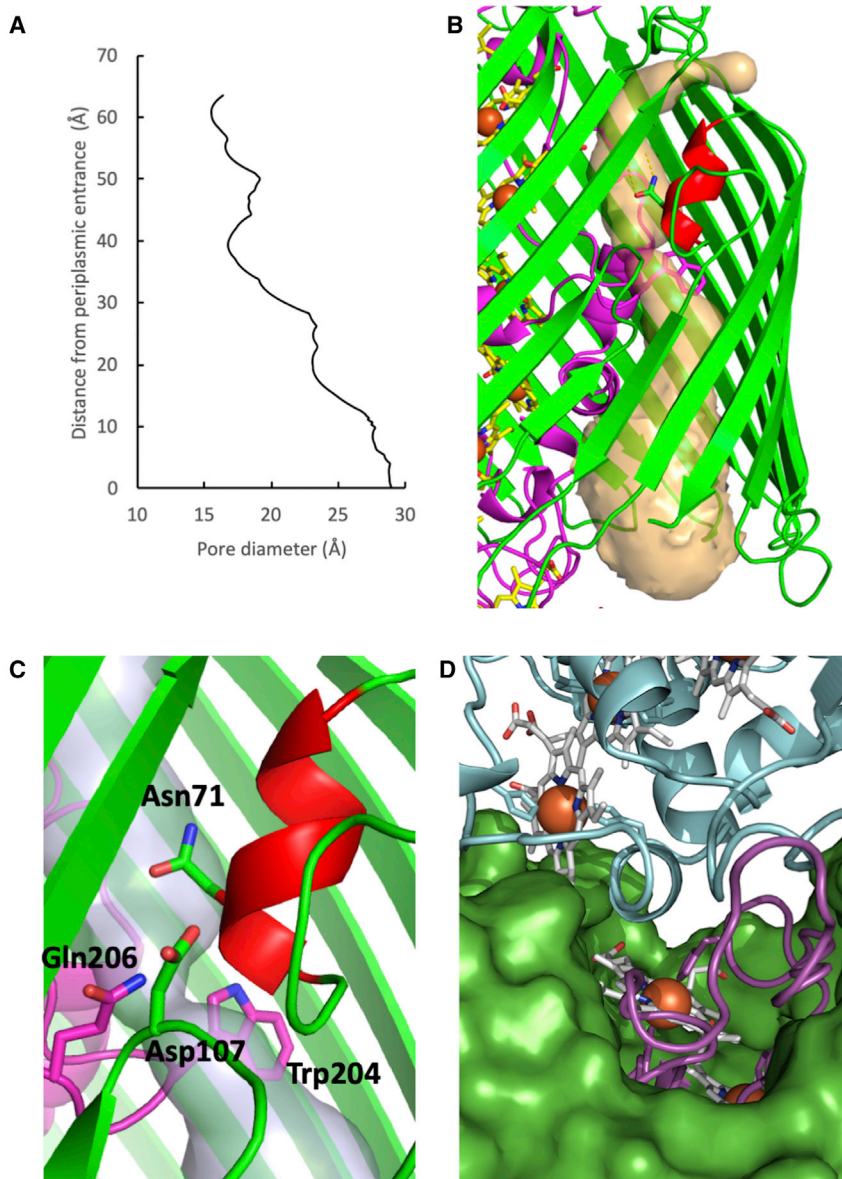 A
70
60
50
40
30
20
10
0
10 15 20 25 30
Distance from periplasmic entrance (Å)
Pore diameter (Å)
B
C
Asn71
Gln206
Asp107
Trp204
D